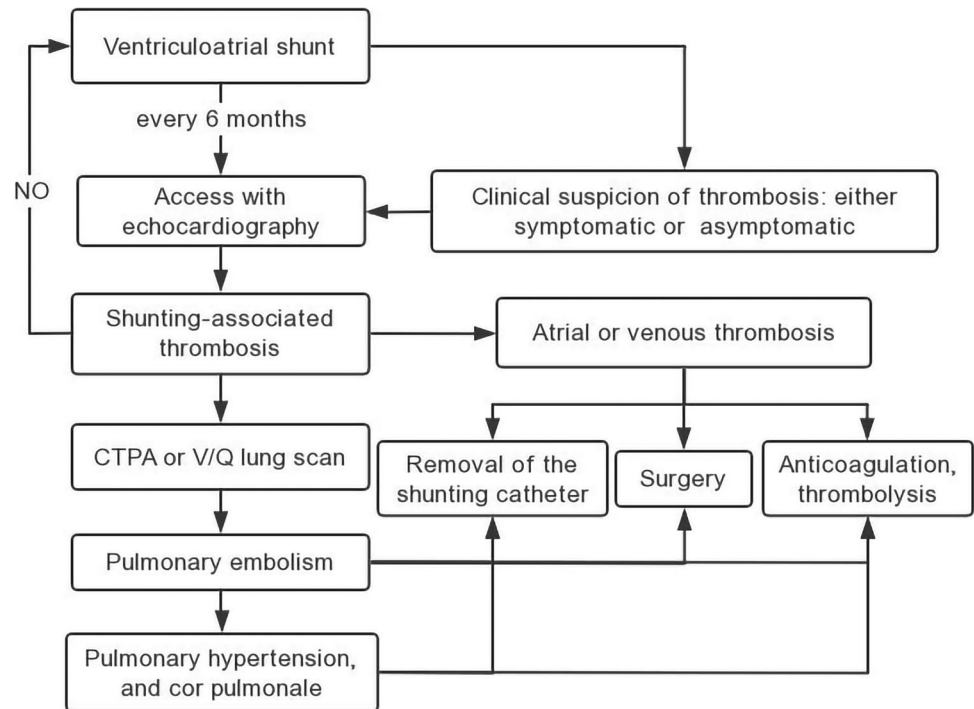 Ventriculoatrial shunt
every 6 months
NO
Access with
echocardiography
Clinical suspicion of thrombosis: either
symptomatic or asymptomatic
Shunting-associated
thrombosis
Atrial or venous thrombosis
CTPA or V/Q lung scan
Removal of the
shunting catheter
Surgery
Anticoagulation,
thrombolysis
Pulmonary embolism
Pulmonary hypertension,
and cor pulmonale